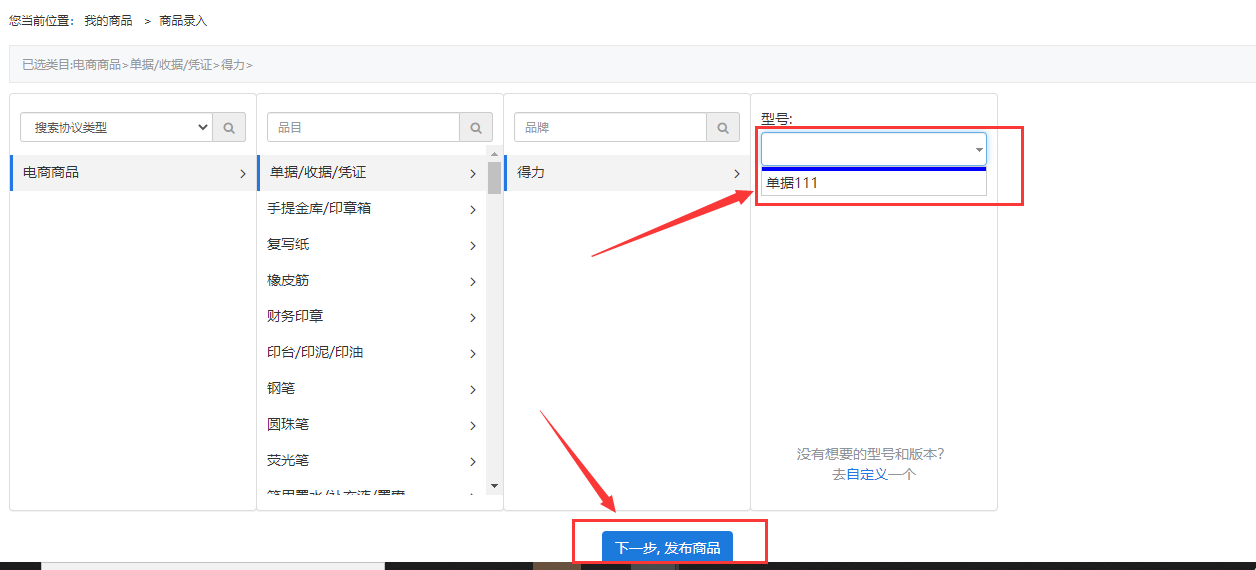 您当前位置: 我的商品 > 商品录入
已选类目:电商商品>单据/收据/凭证>得力>
搜索协议类型
品目
品牌
型号:
电商商品
单据/收据/凭证
得力
单据111
手提金库/印章箱
复写纸
橡皮筋
财务印章
印台/印泥/印油
钢笔
圆珠笔
荧光笔
没有想要的型号和版本?
去自定义一个
下一步, 发布商品